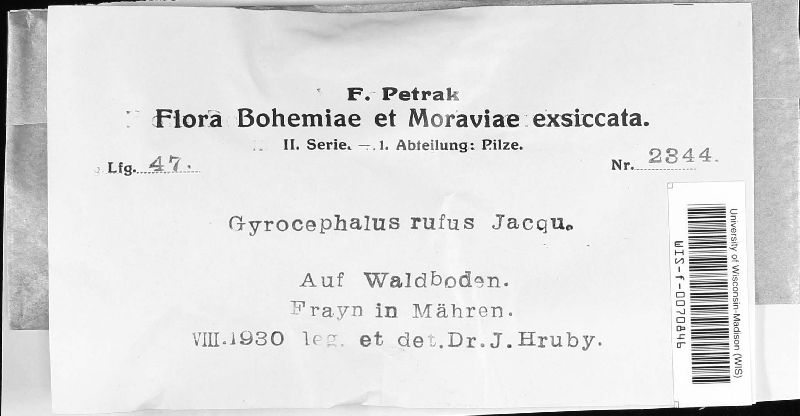 F. Petrak
Flora Bohemiae et Moraviae exsiccata.
II. Serie. – 1. Abteilung: Pilze.
Lfg. 47.
Nr. 2344.
Gyrocephalus rufus Jacqu.
Auf Waldboden.
Frayn in Mähren.
VIII.1930 leg. et det. Dr. J. Hruby.
University of Wisconsin-Madison (WIS)
WIS-f-0070846